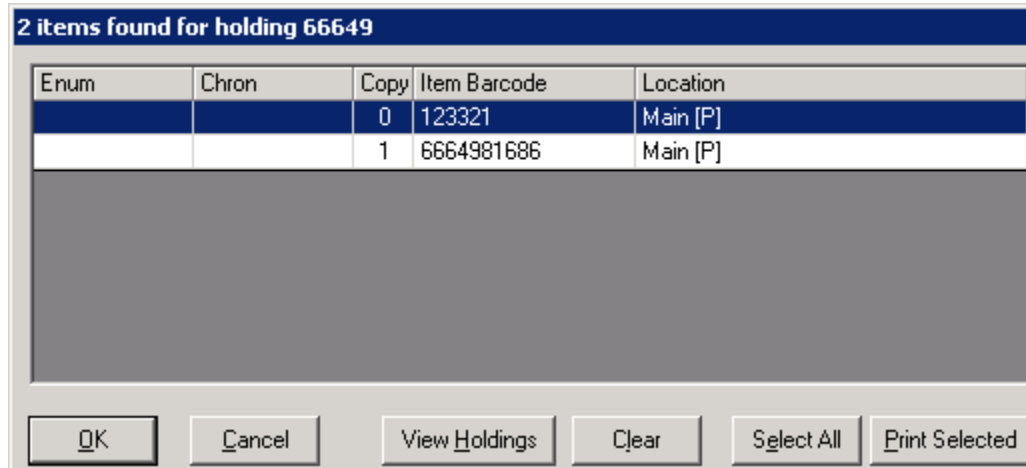 2 items found for holding 66649
Enum Chron Copy Item Barcode Location
0 123321 Main [P]
1 6664981686 Main [P]
OK Cancel View Holdings Clear Select All Print Selected